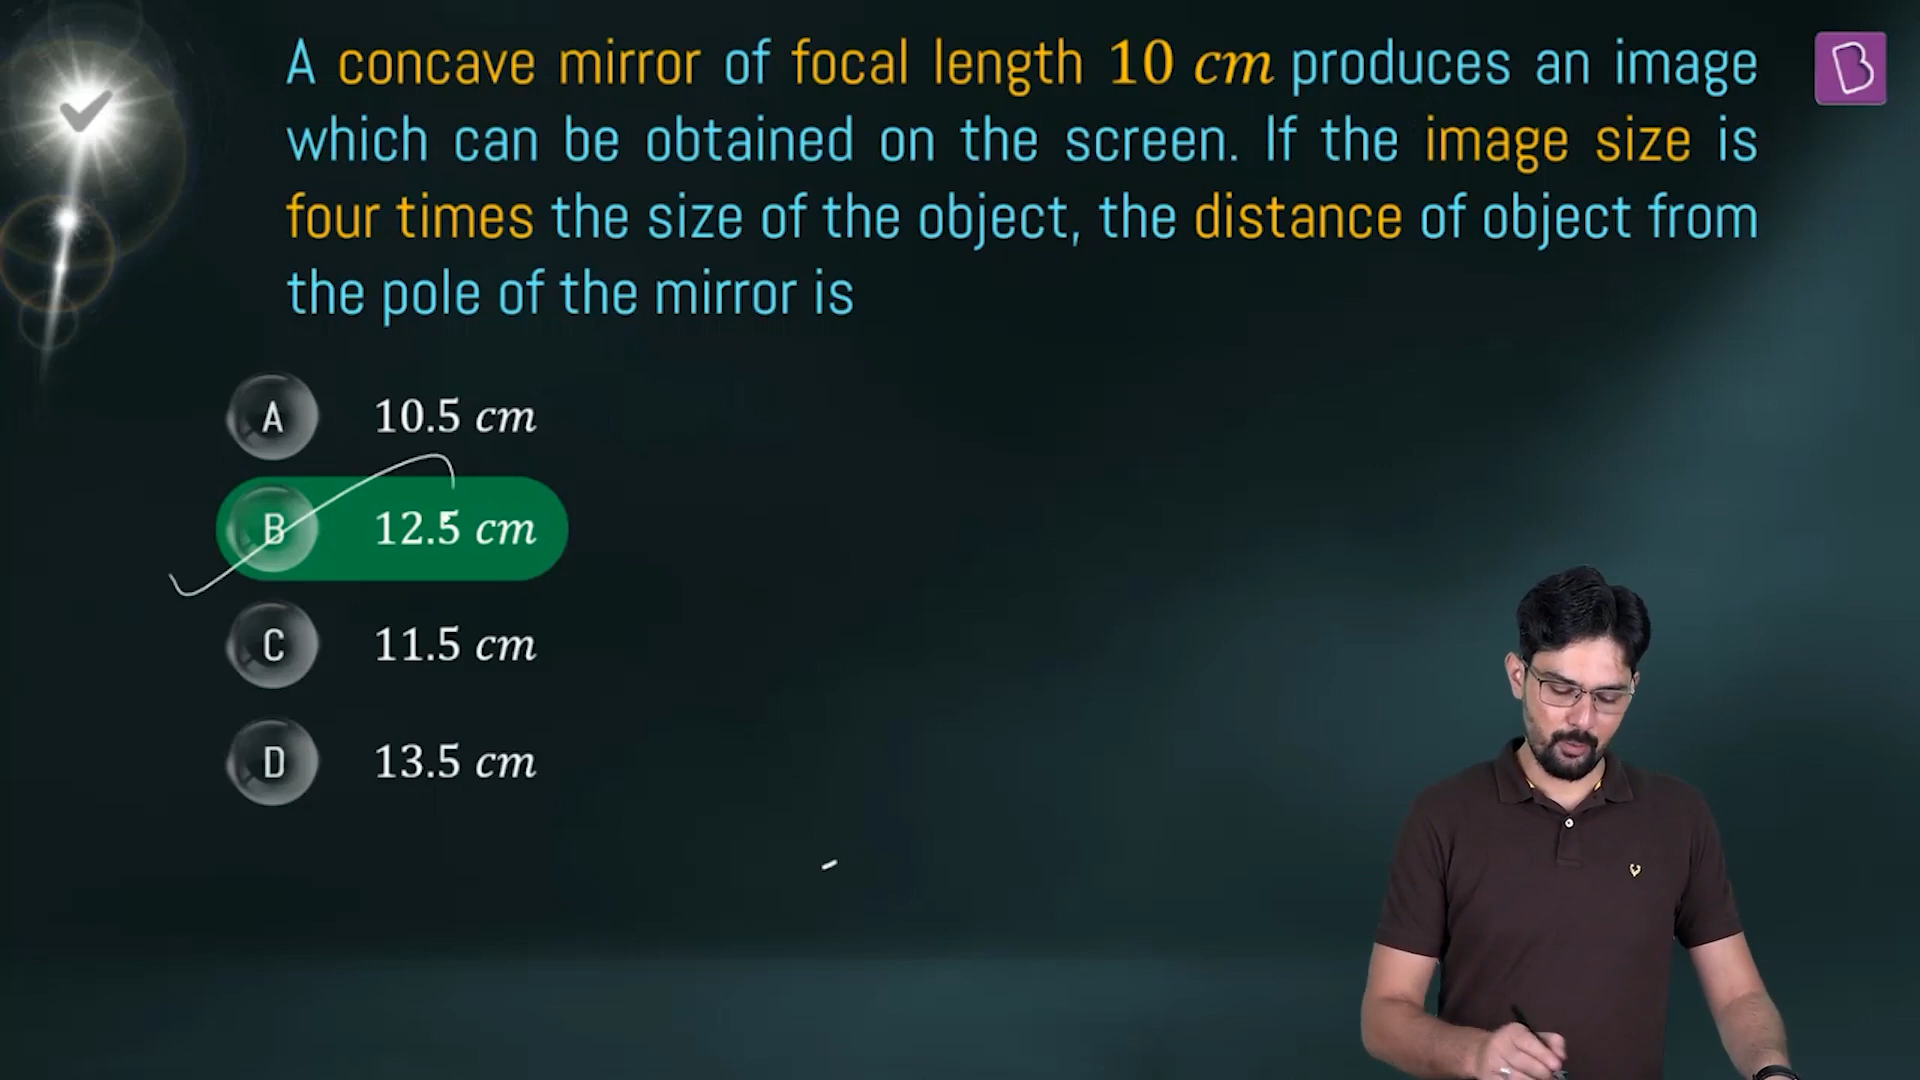 A concave mirror of focal length 10 cm produces an image
which can be obtained on the screen. If the image size is
four times the size of the object, the distance of object from
the pole of the mirror is
A 10.5 cm
B 12.5 cm
C 11.5 cm
D 13.5 cm